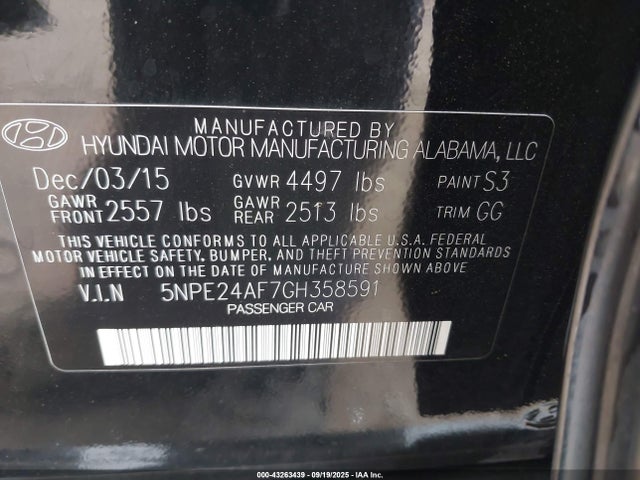 MANUFACTURED BY
HYUNDAI MOTOR MANUFACTURING ALABAMA, LLC
Dec/03/15 GVWR 4497 lbs PAINT S3
GAWR FRONT 2557 lbs GAWR REAR 2513 lbs TRIM GG
THIS VEHICLE CONFORMS TO ALL APPLICABLE U.S.A. FEDERAL
MOTOR VEHICLE SAFETY, BUMPER, AND THEFT PREVENTION STANDARDS
IN EFFECT ON THE DATE OF MANUFACTURE SHOWN ABOVE.
V.I.N 5NPE24AF7GH358591
PASSENGER CAR
000-43263439 - 09/19/2025 - IAA Inc.